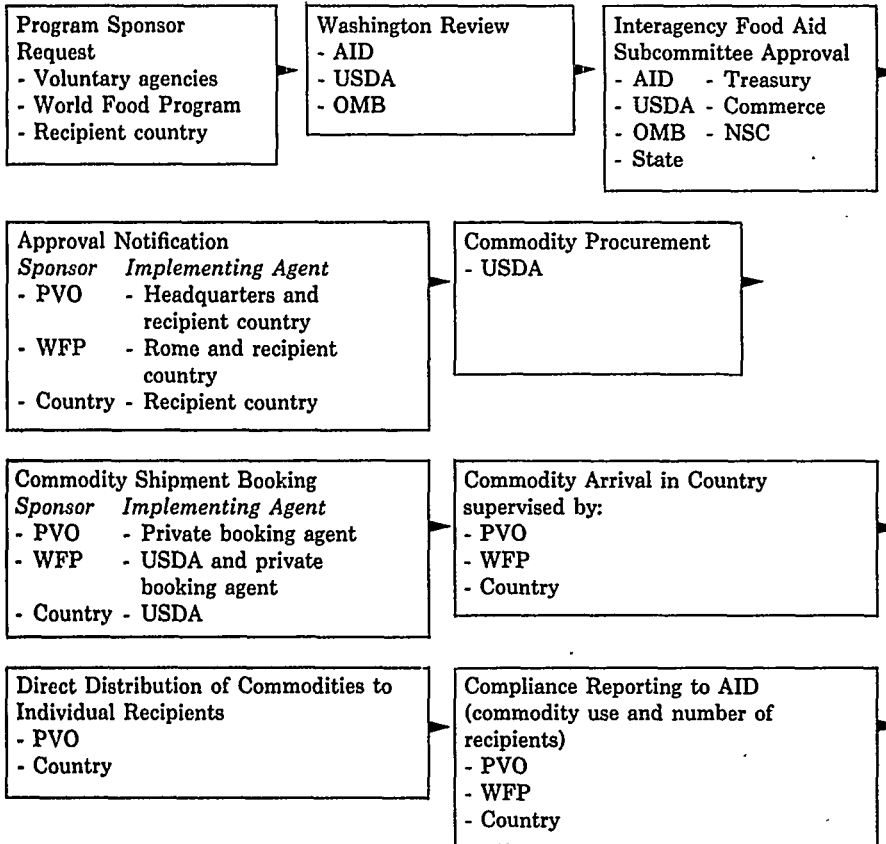 Program Sponsor
Request
- Voluntary agencies
- World Food Program
- Recipient country
Washington Review
- AID
- USDA
- OMB
Interagency Food Aid
Subcommittee Approval
- AID - Treasury
- USDA - Commerce
- OMB - NSC
- State
Approval Notification
Sponsor Implementing Agent
- PVO - Headquarters and
recipient country
- WFP - Rome and recipient
country
- Country - Recipient country
Commodity Procurement
- USDA
Commodity Shipment Booking
Sponsor Implementing Agent
- PVO - Private booking agent
- WFP - USDA and private
booking agent
- Country - USDA
Commodity Arrival in Country
supervised by:
- PVO
- WFP
- Country
Direct Distribution of Commodities to
Individual Recipients
- PVO
- Country
Compliance Reporting to AID
(commodity use and number of
recipients)
- PVO
- WFP
- Country